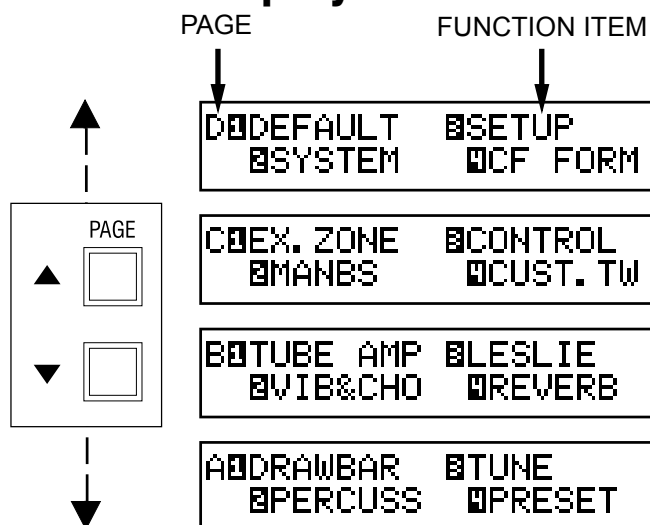 PAGE FUNCTION ITEM
D1DEFAULT 3SETUP
2SYSTEM 4CF FORM
PAGE
C1EX. ZONE 3CONTROL
2MANBS 4CUST. TW
B1TUBE AMP 3LESLIE
2VIB&CHO 4REVERB
A1DRAWBAR 3TUNE
2PERCUSS 4PRESET